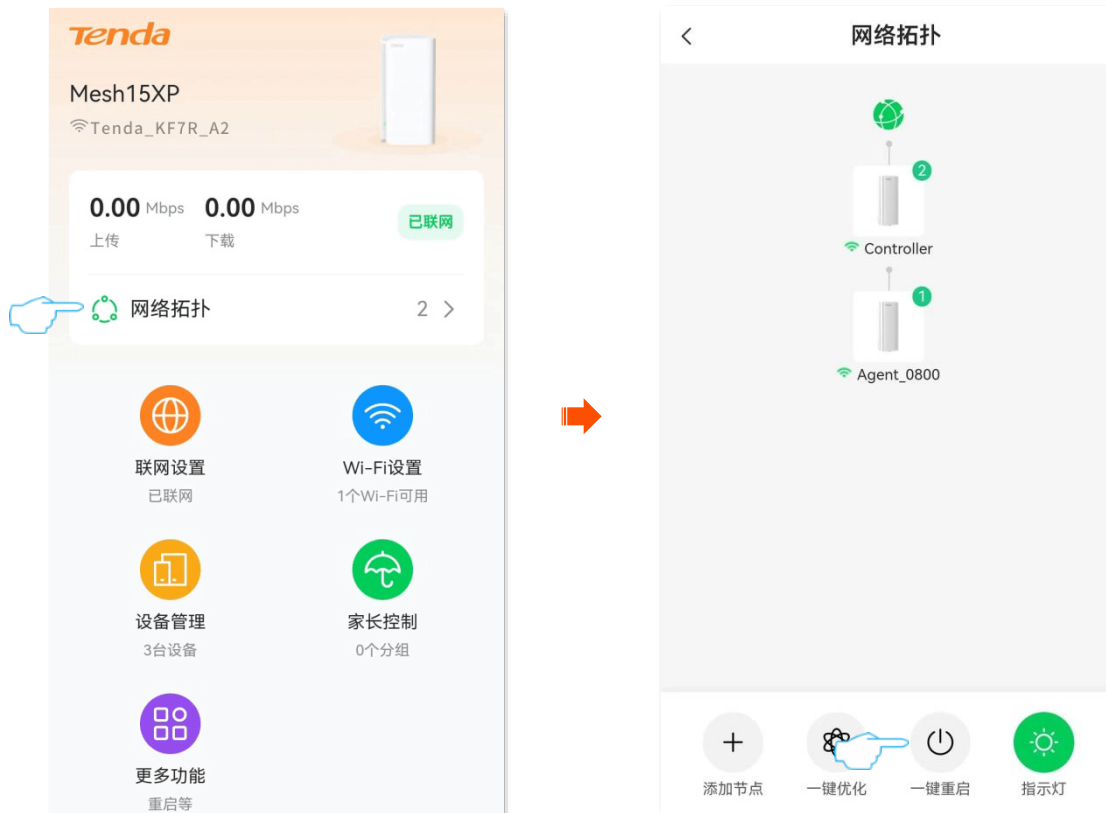 Tenda
Mesh15XP
Tenda_KF7R_A2
0.00 Mbps 0.00 Mbps
上传 下载
已联网
网络拓扑 2
联网设置 Wi-Fi设置
已联网 1个Wi-Fi可用
设备管理 家长控制
3台设备 0个分组
更多功能
重启等
网络拓扑
2
Controller
1
Agent_0800
添加节点 一键优化 一键重启 指示灯